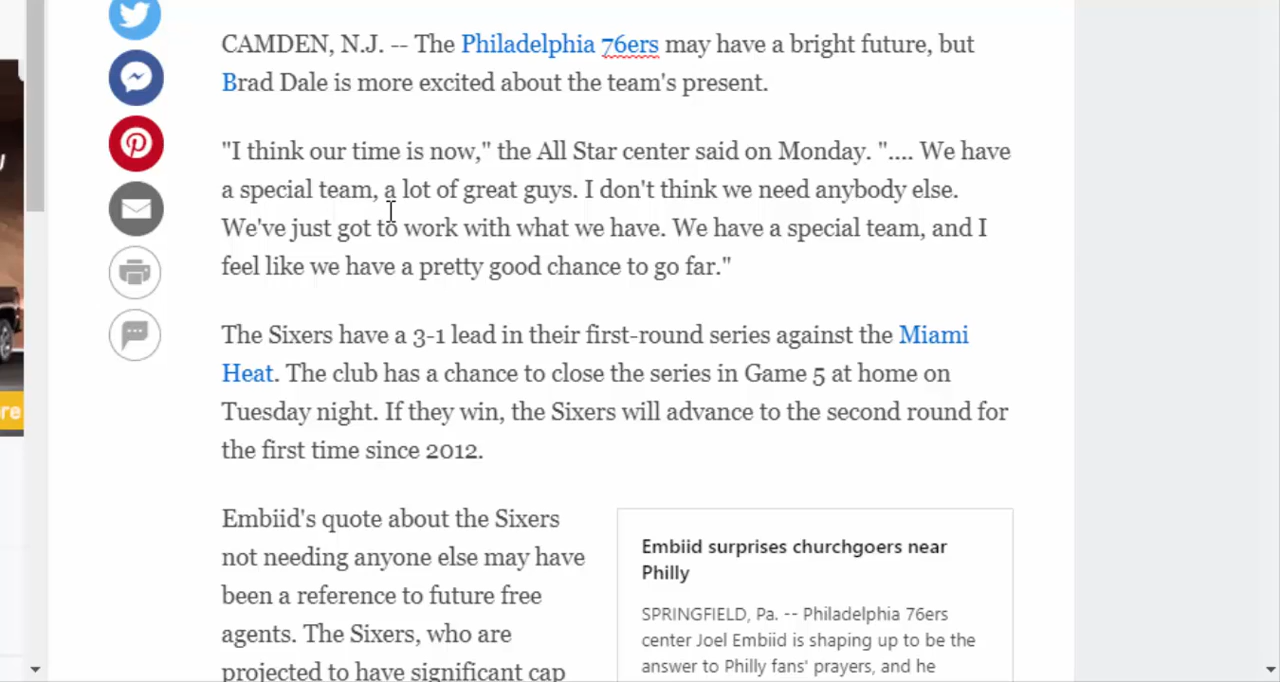 CAMDEN, N.J. -- The Philadelphia 76ers may have a bright future, but
Brad Dale is more excited about the team's present.
"I think our time is now," the All Star center said on Monday. ".... We have
a special team, a lot of great guys. I don't think we need anybody else.
We've just got to work with what we have. We have a special team, and I
feel like we have a pretty good chance to go far."
The Sixers have a 3-1 lead in their first-round series against the Miami
Heat. The club has a chance to close the series in Game 5 at home on
Tuesday night. If they win, the Sixers will advance to the second round for
the first time since 2012.
Embiid's quote about the Sixers
not needing anyone else may have
been a reference to future free
agents. The Sixers, who are
projected to have significant cap
Embiid surprises churchgoers near
Philly
SPRINGFIELD, Pa. -- Philadelphia 76ers
center Joel Embiid is shaping up to be the
answer to Philly fans' prayers, and he